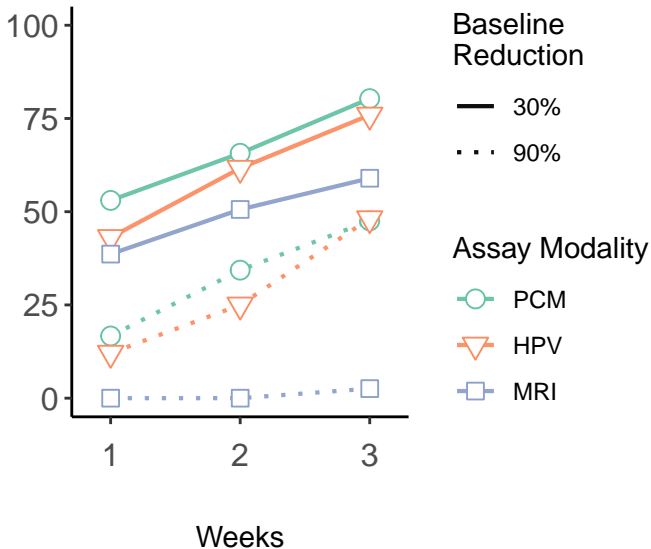 100
75
50
25
0
1 2 3
Weeks
Baseline
Reduction
30%
90%
Assay Modality
PCM
HPV
MRI